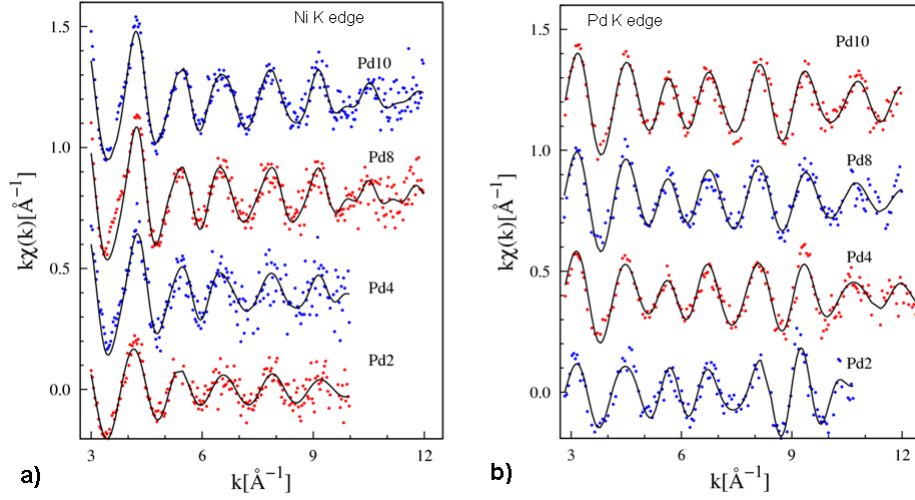 Ni K edge
1.5
Pd10
1.0
Pd8
kχ(k)[Å⁻¹]
0.5
Pd4
Pd2
0.0
3 6 9 12
k[Å⁻¹]
a)
Pd K edge
1.5
Pd10
1.0
Pd8
kχ(k)[Å⁻¹]
Pd4
0.5
Pd2
0.0
3 6 9 12
k[Å⁻¹]
b)